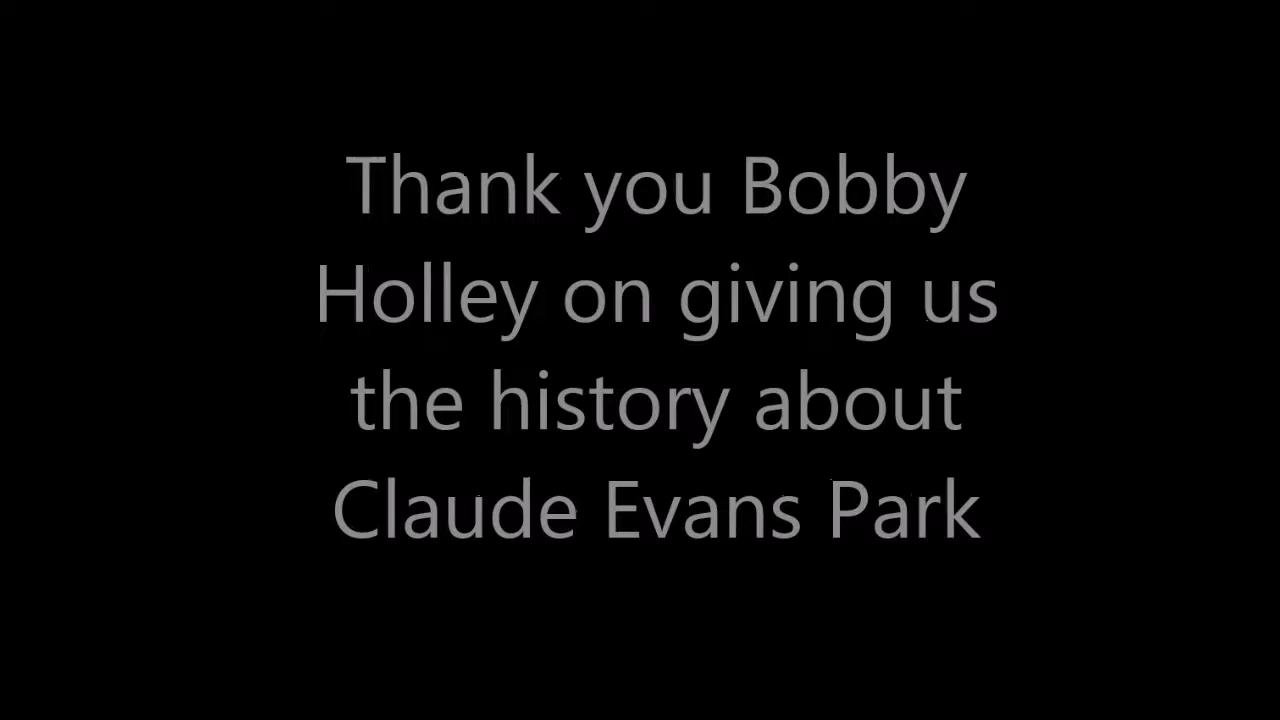 Thank you Bobby
Holley on giving us
the history about
Claude Evans Park